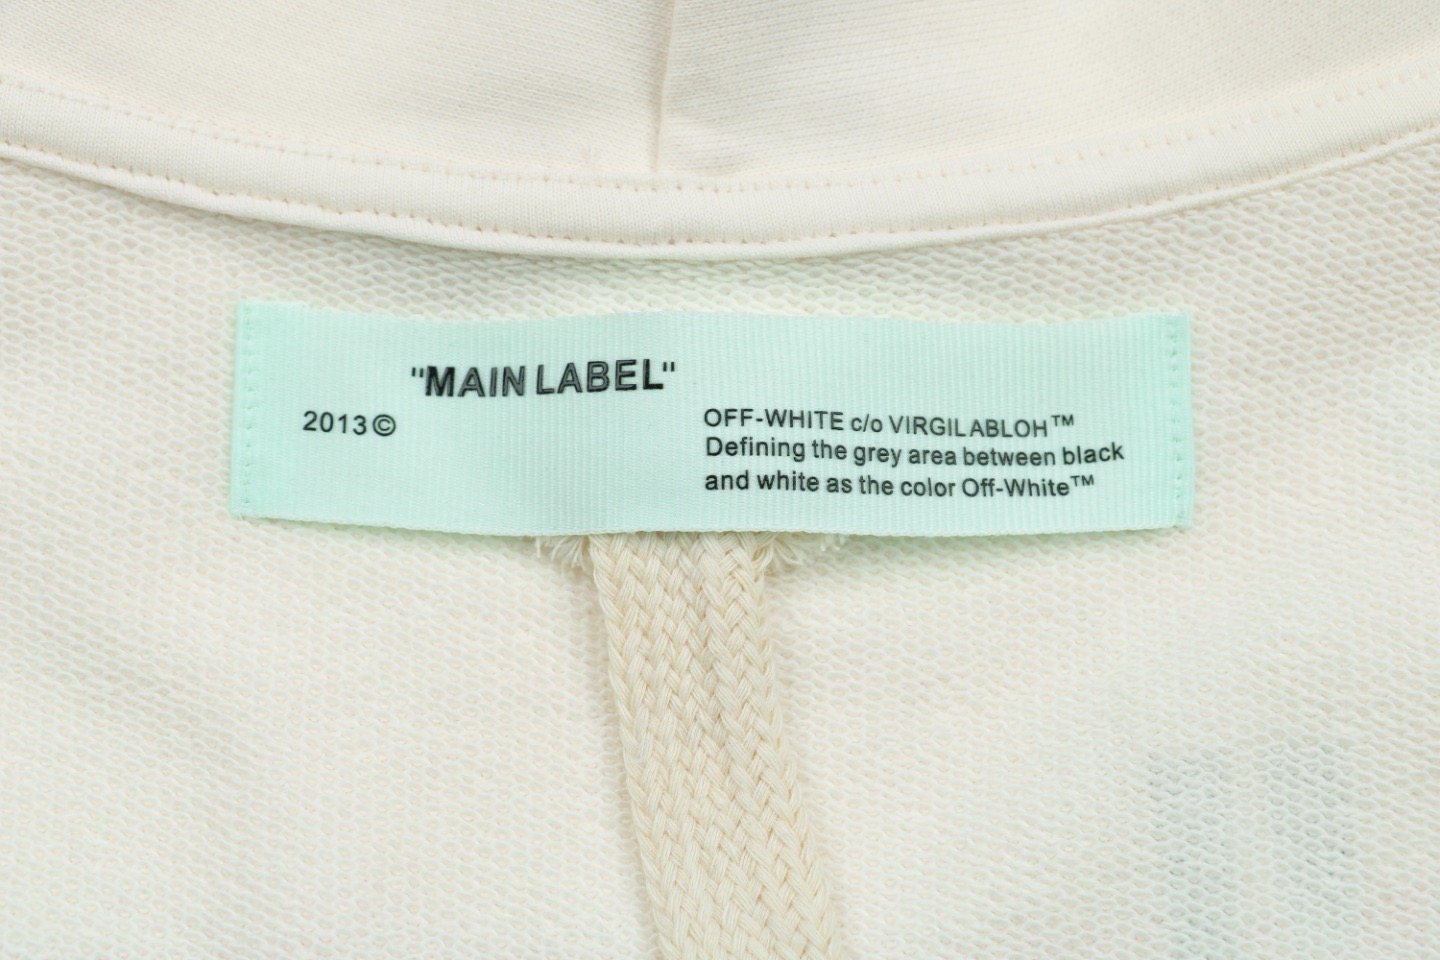 "MAIN LABEL"
2013©
OFF-WHITE c/o VIRGIL ABLOH™
Defining the grey area between black
and white as the color Off-White™